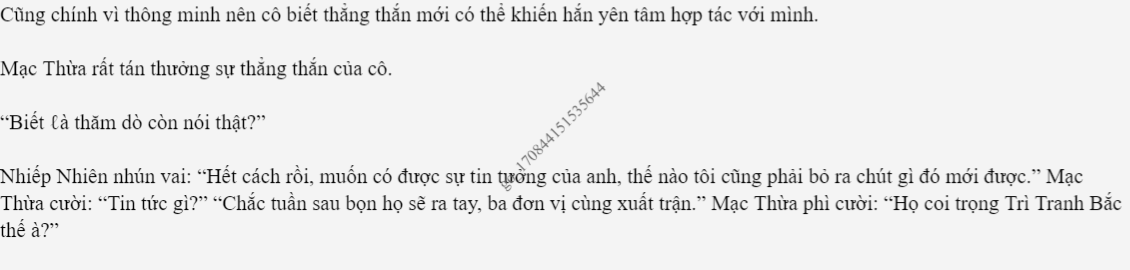 Cũng chính vì thông minh nên cô biết thẳng thắn mới có thể khiến hắn yên tâm hợp tác với mình.
Mạc Thừa rất tán thưởng sự thẳng thắn của cô.
“Biết ℓà thăm dò còn nói thật?”
Nhiếp Nhiên nhún vai: “Hết cách rồi, muốn có được sự tin tưởng của anh, thế nào tôi cũng phải bỏ ra chút gì đó mới được.” Mạc
Thừa cười: “Tin tức gì?” “Chắc tuần sau bọn họ sẽ ra tay, ba đơn vị cùng xuất trận.” Mạc Thừa phì cười: “Họ coi trọng Trì Tranh Bắc
thế à?”